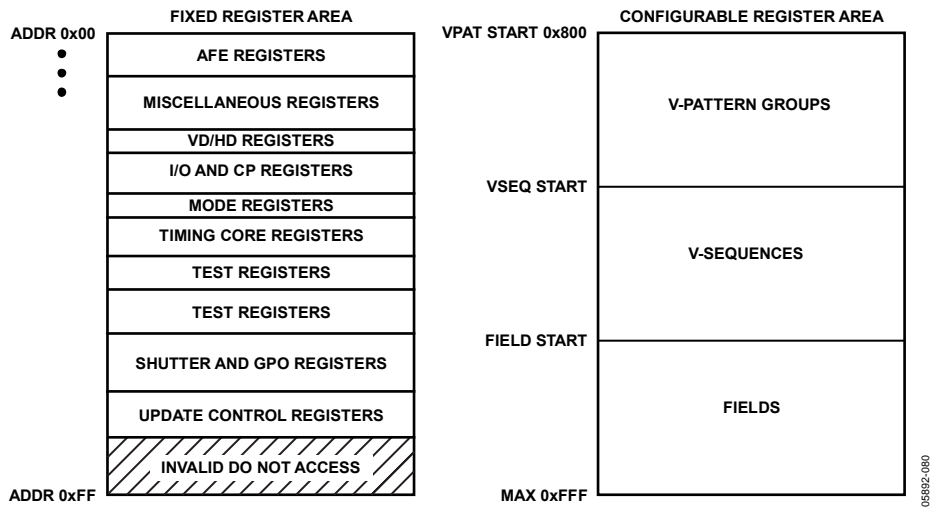 FIXED REGISTER AREA
ADDR 0x00
AFE REGISTERS
MISCELLANEOUS REGISTERS
VD/HD REGISTERS
I/O AND CP REGISTERS
MODE REGISTERS
TIMING CORE REGISTERS
TEST REGISTERS
TEST REGISTERS
SHUTTER AND GPO REGISTERS
UPDATE CONTROL REGISTERS
INVALID DO NOT ACCESS
ADDR 0xFF
CONFIGURABLE REGISTER AREA
VPAT START 0x800
V-PATTERN GROUPS
VSEQ START
V-SEQUENCES
FIELD START
FIELDS
MAX 0xFFF
05892-080